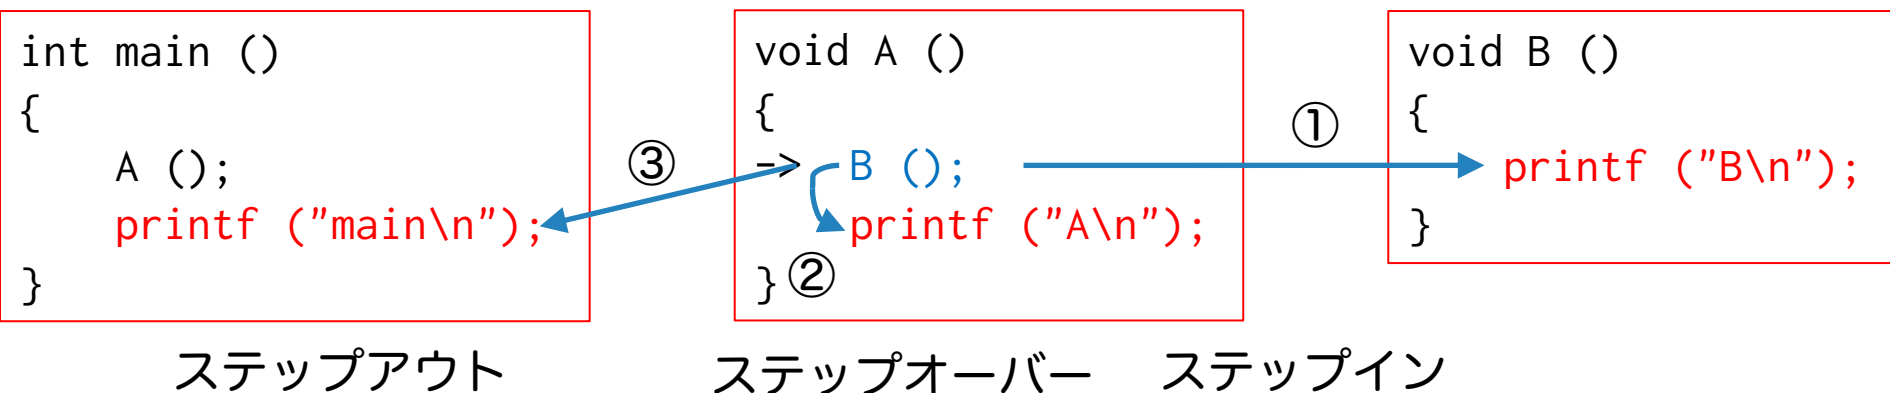 int main ()
{
    A ();
    printf ("main\n");
}
③
void A ()
{
->  B ();
    printf ("A\n");
}
②
①
void B ()
{
    printf ("B\n");
}
ステップアウト
ステップオーバー
ステップイン